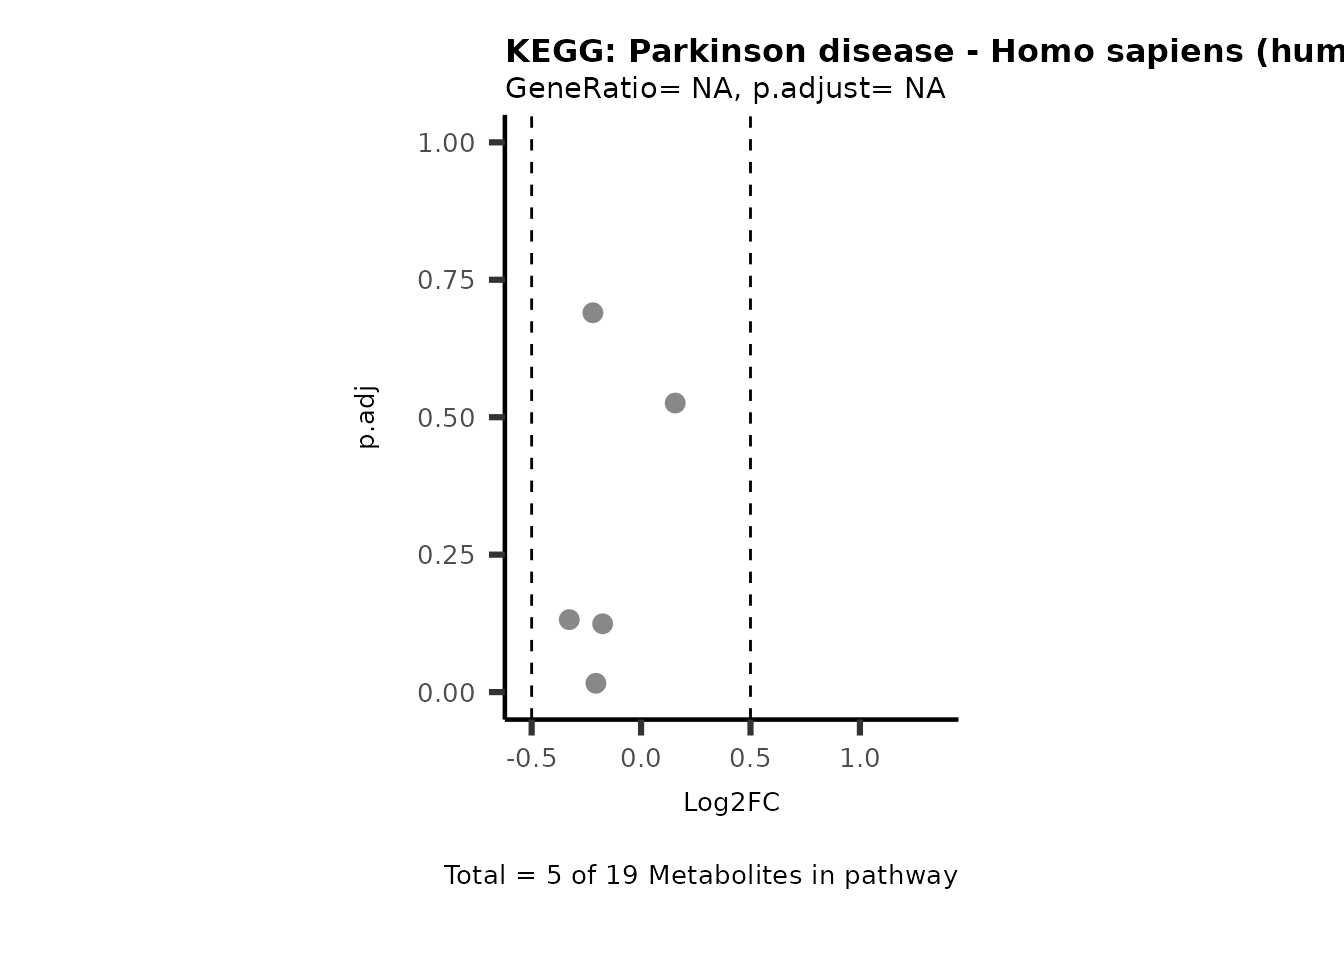 KEGG: Parkinson disease - Homo sapiens (hum
GeneRatio= NA, p.adjust= NA
1.00
0.75
p.adj
0.50
0.25
0.00
-0.5 0.0 0.5 1.0
Log2FC
Total = 5 of 19 Metabolites in pathway